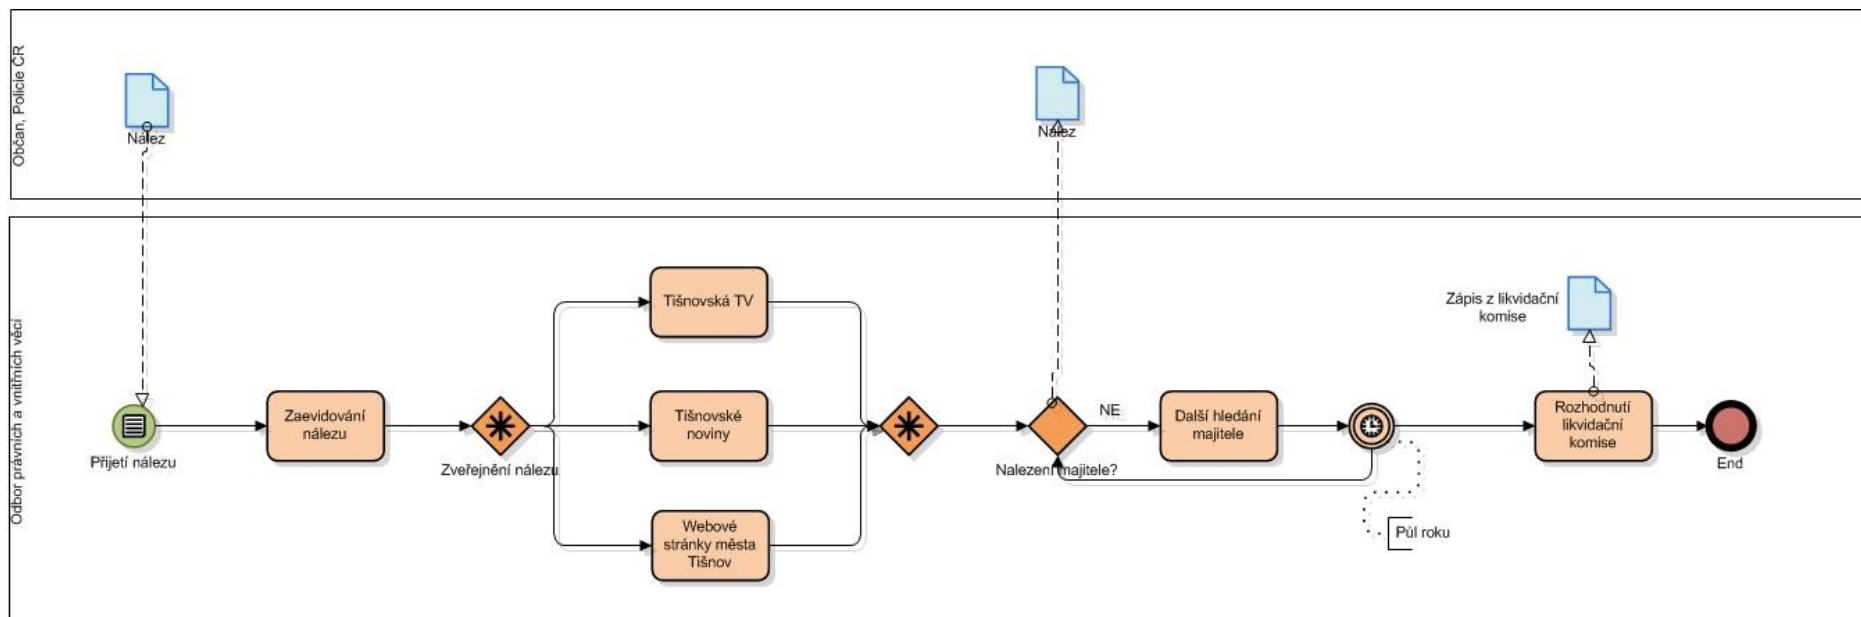 Občan, Policie ČR
Nález
Nález
Odbor právních a vnitřních věcí
Přijetí nálezu
Zaevidování
nálezu
Zveřejnění nálezu
Tišnovská TV
Tišnovské
noviny
Webové
stránky města
Tišnov
Nalezení majitele?
NE
Další hledání
majitele
Půl roku
Zápis z likvidační
komise
Rozhodnutí
likvidační
komise
End